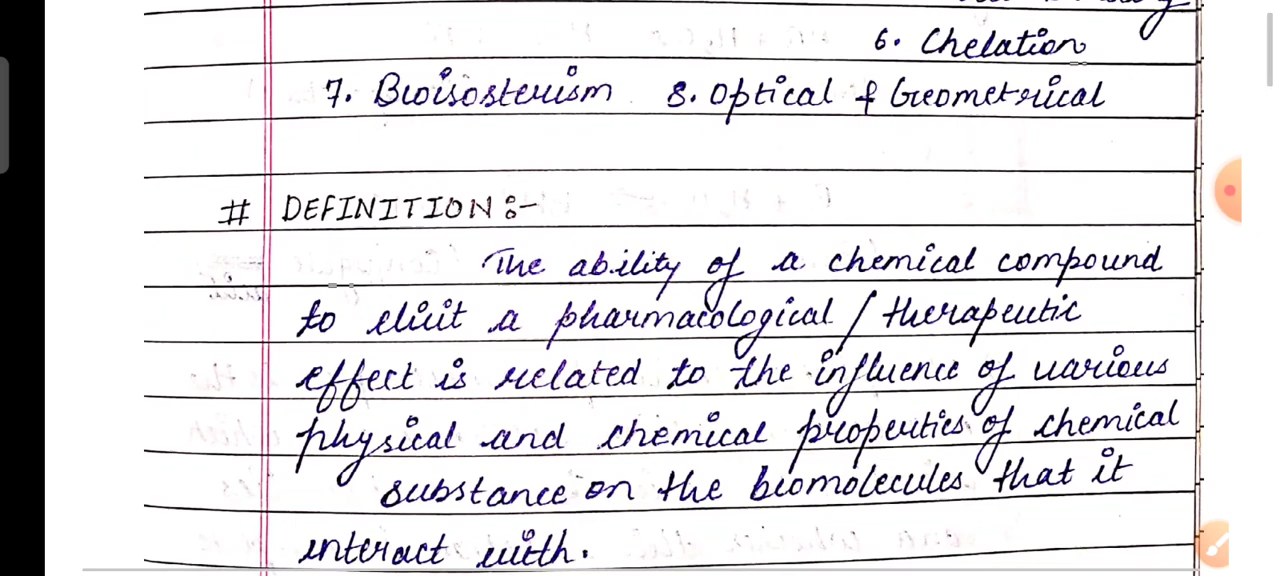 6. Chelation
7. Bioisosterism 8. Optical & Geometrical
# DEFINITION :-
The ability of a chemical compound
to elicit a pharmacological / therapeutic
effect is related to the influence of various
physical and chemical properties of chemical
substance on the biomolecules that it
interact with.